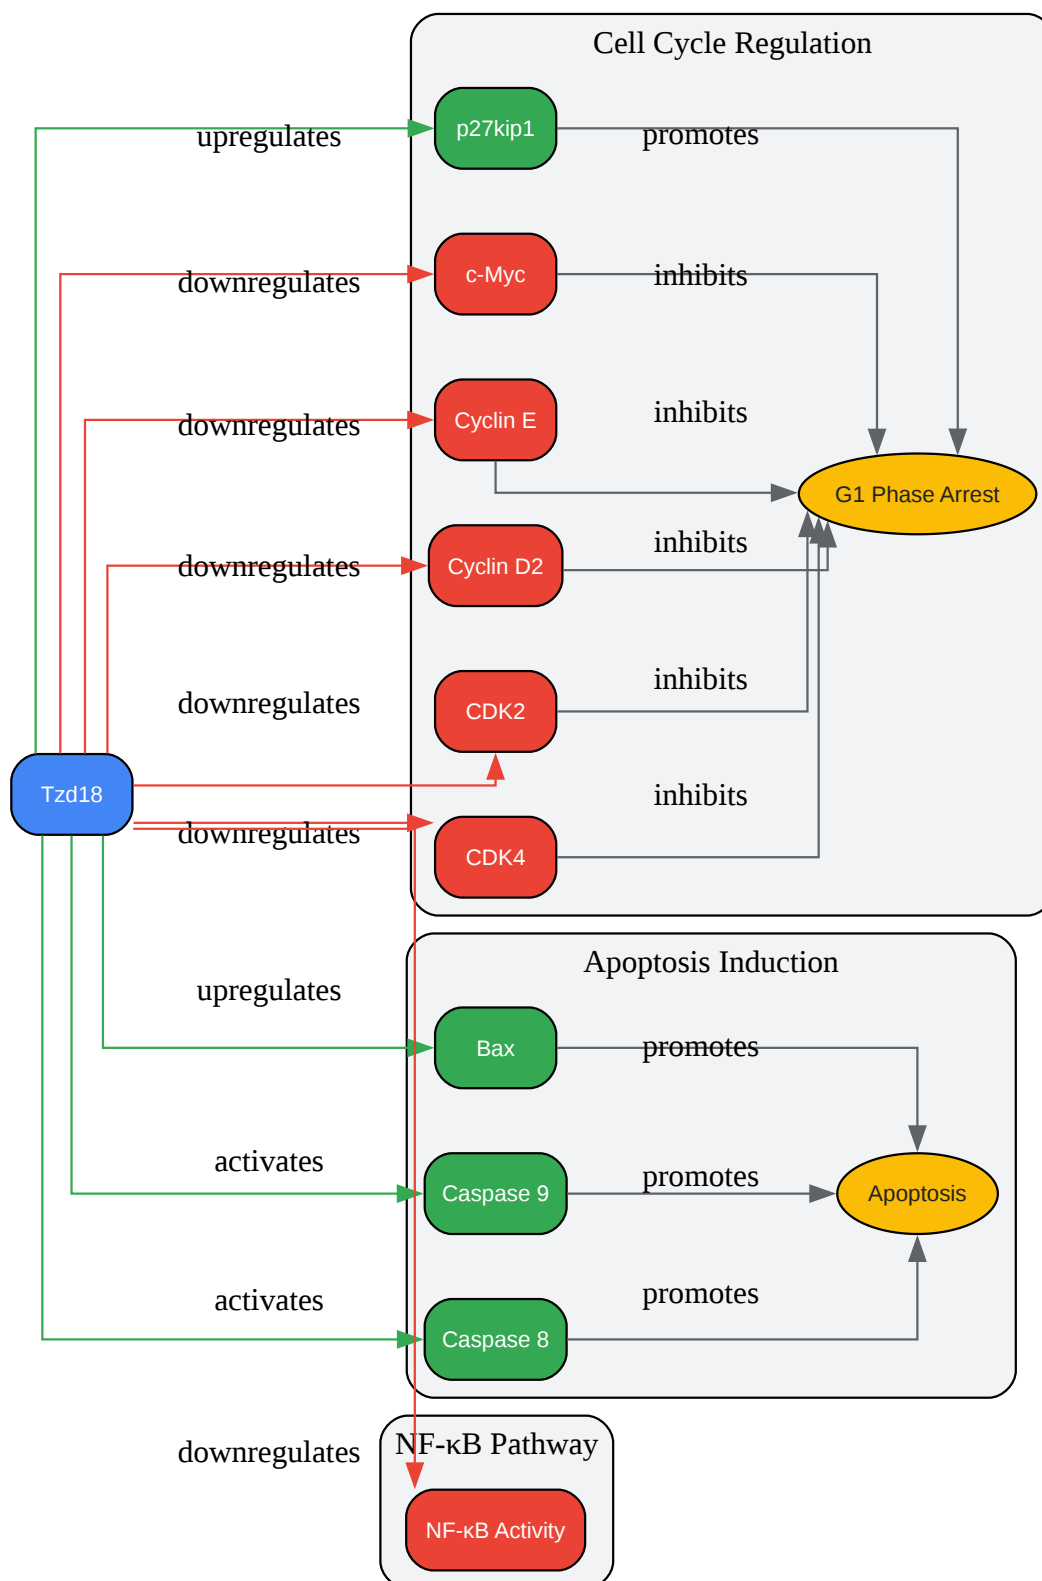 Cell Cycle Regulation
upregulates
p27kip1
promotes
downregulates
c-Myc
inhibits
downregulates
Cyclin E
inhibits
G1 Phase Arrest
downregulates
Cyclin D2
inhibits
downregulates
CDK2
inhibits
Tzd18
downregulates
CDK4
inhibits
Apoptosis Induction
upregulates
Bax
promotes
activates
Caspase 9
promotes
Apoptosis
activates
Caspase 8
promotes
NF-κB Pathway
downregulates
NF-κB Activity